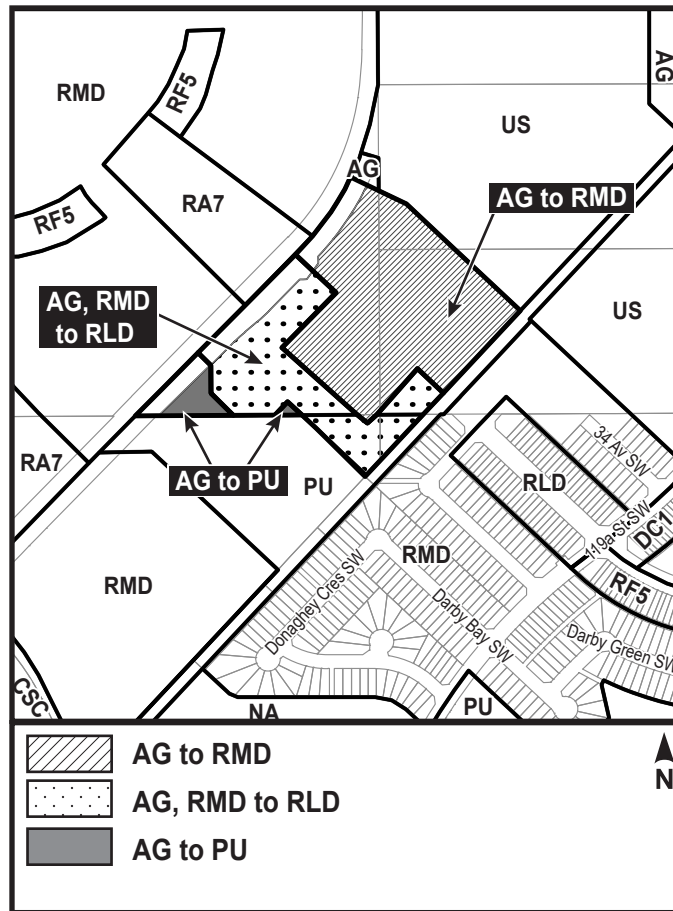 RMD
RF5
AG
US
AG
RA7
AG to RMD
RF5
AG, RMD
to RLD
US
34 Av SW
RA7
AG to PU
PU
RLD
119a St SW
DC1
RMD
RMD
RF5
Donaghey Cres SW
Darby Bay SW
Darby Green SW
CSC
NA
PU
AG to RMD
N
AG, RMD to RLD
AG to PU